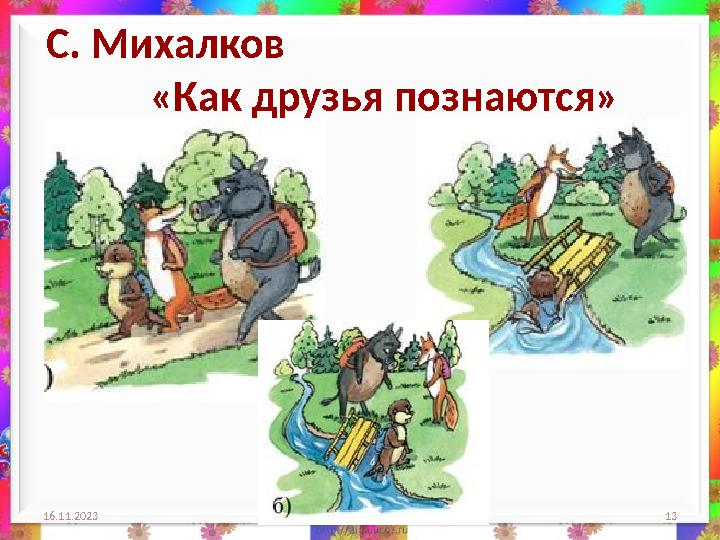 С. Михалков
«Как друзья познаются»
)
б)
16.11.2023
13